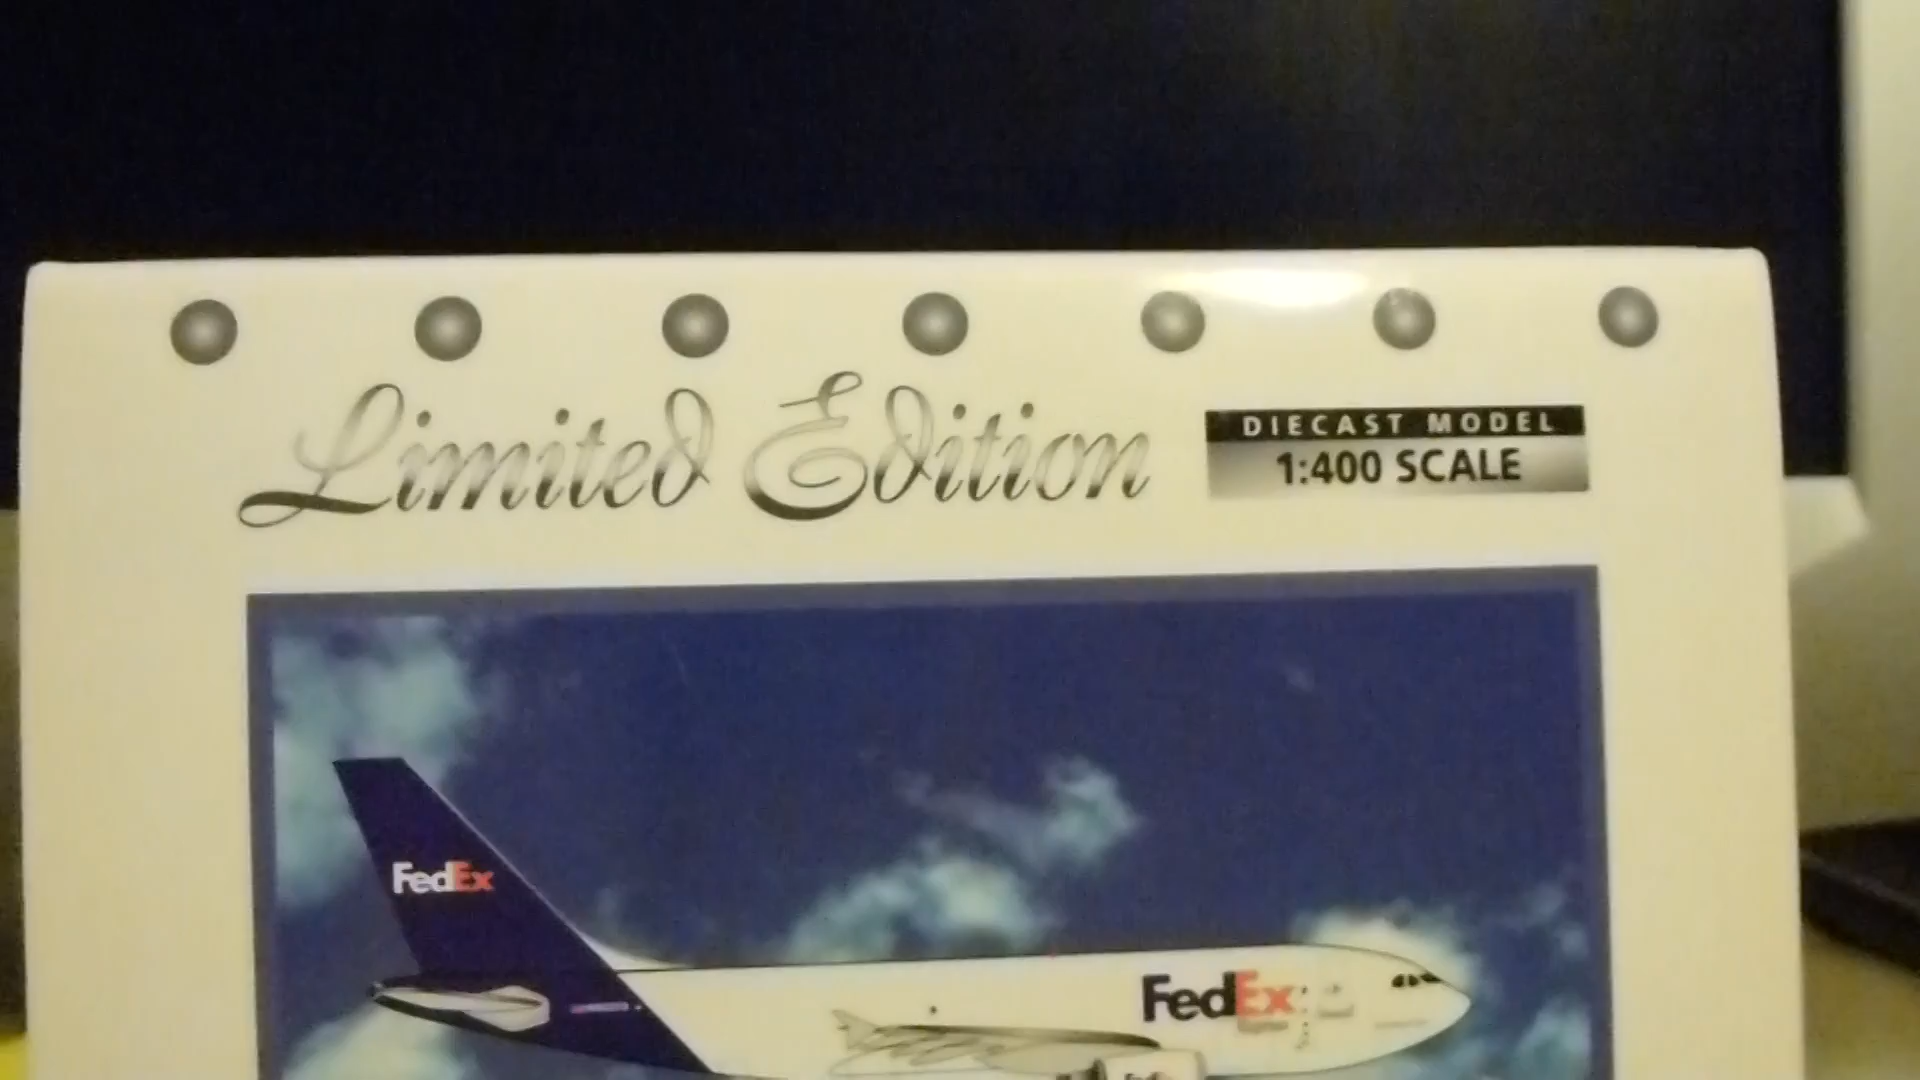 Limited Edition
DIECAST MODEL
1:400 SCALE
FedEx
FedEx